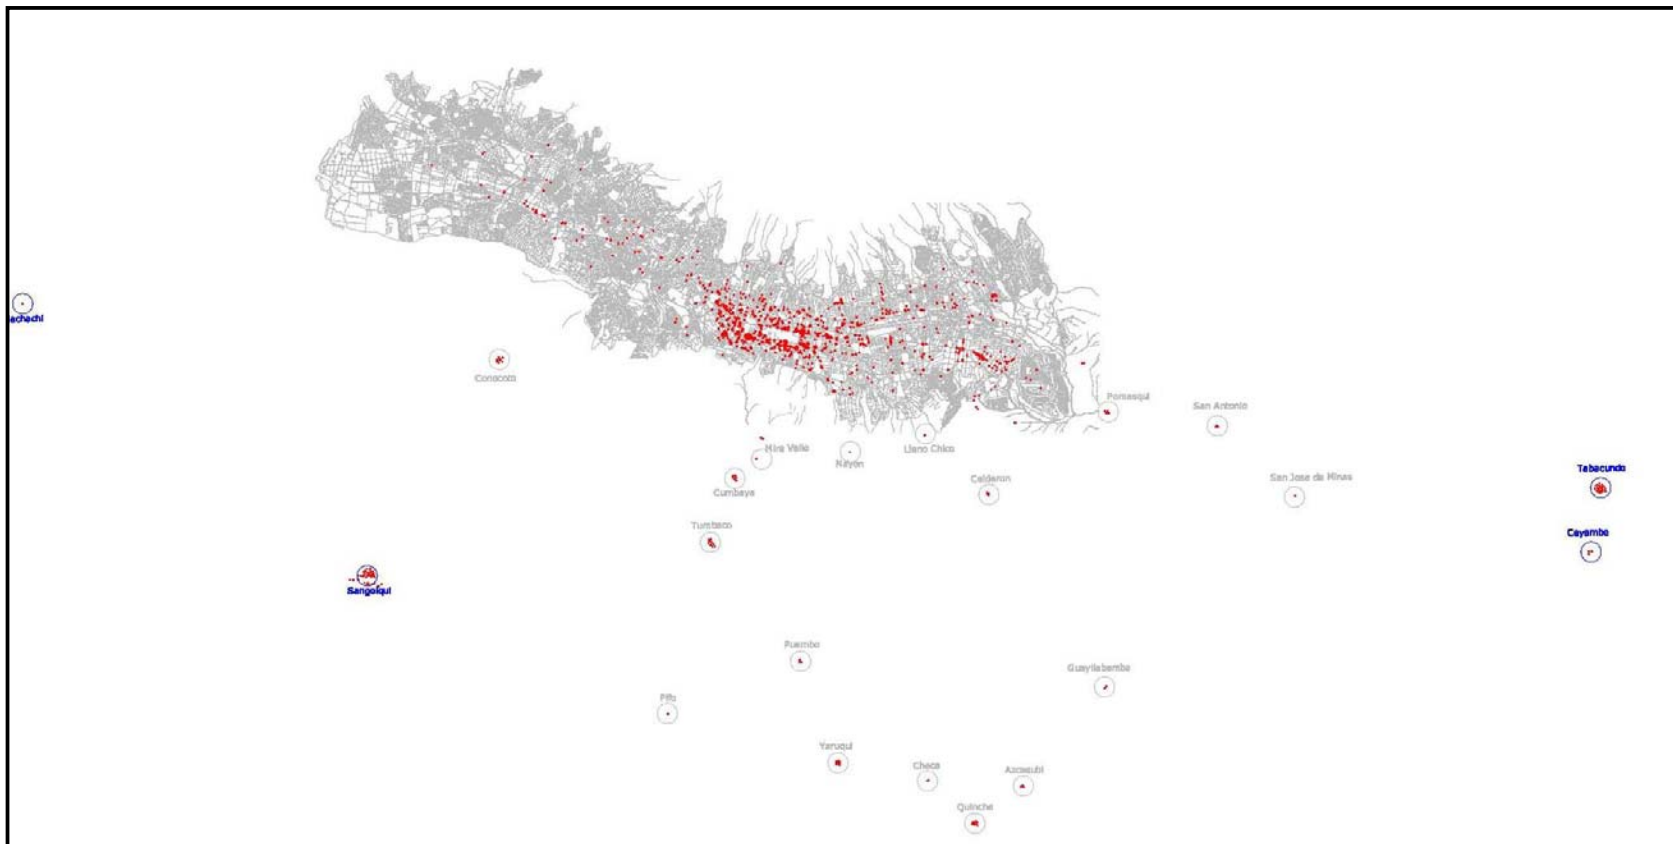 achachi
Conocoto
Pomasqui
San Antonio
Mira Valle
Nayon
Llano Chico
Cumbaya
Calderon
San Jose de Minas
Tabacundo
Tumbaco
Cayambe
Sangolqui
Puembo
Guayllabamba
Pifo
Yaruqui
Checa
Ascasubi
Quinche